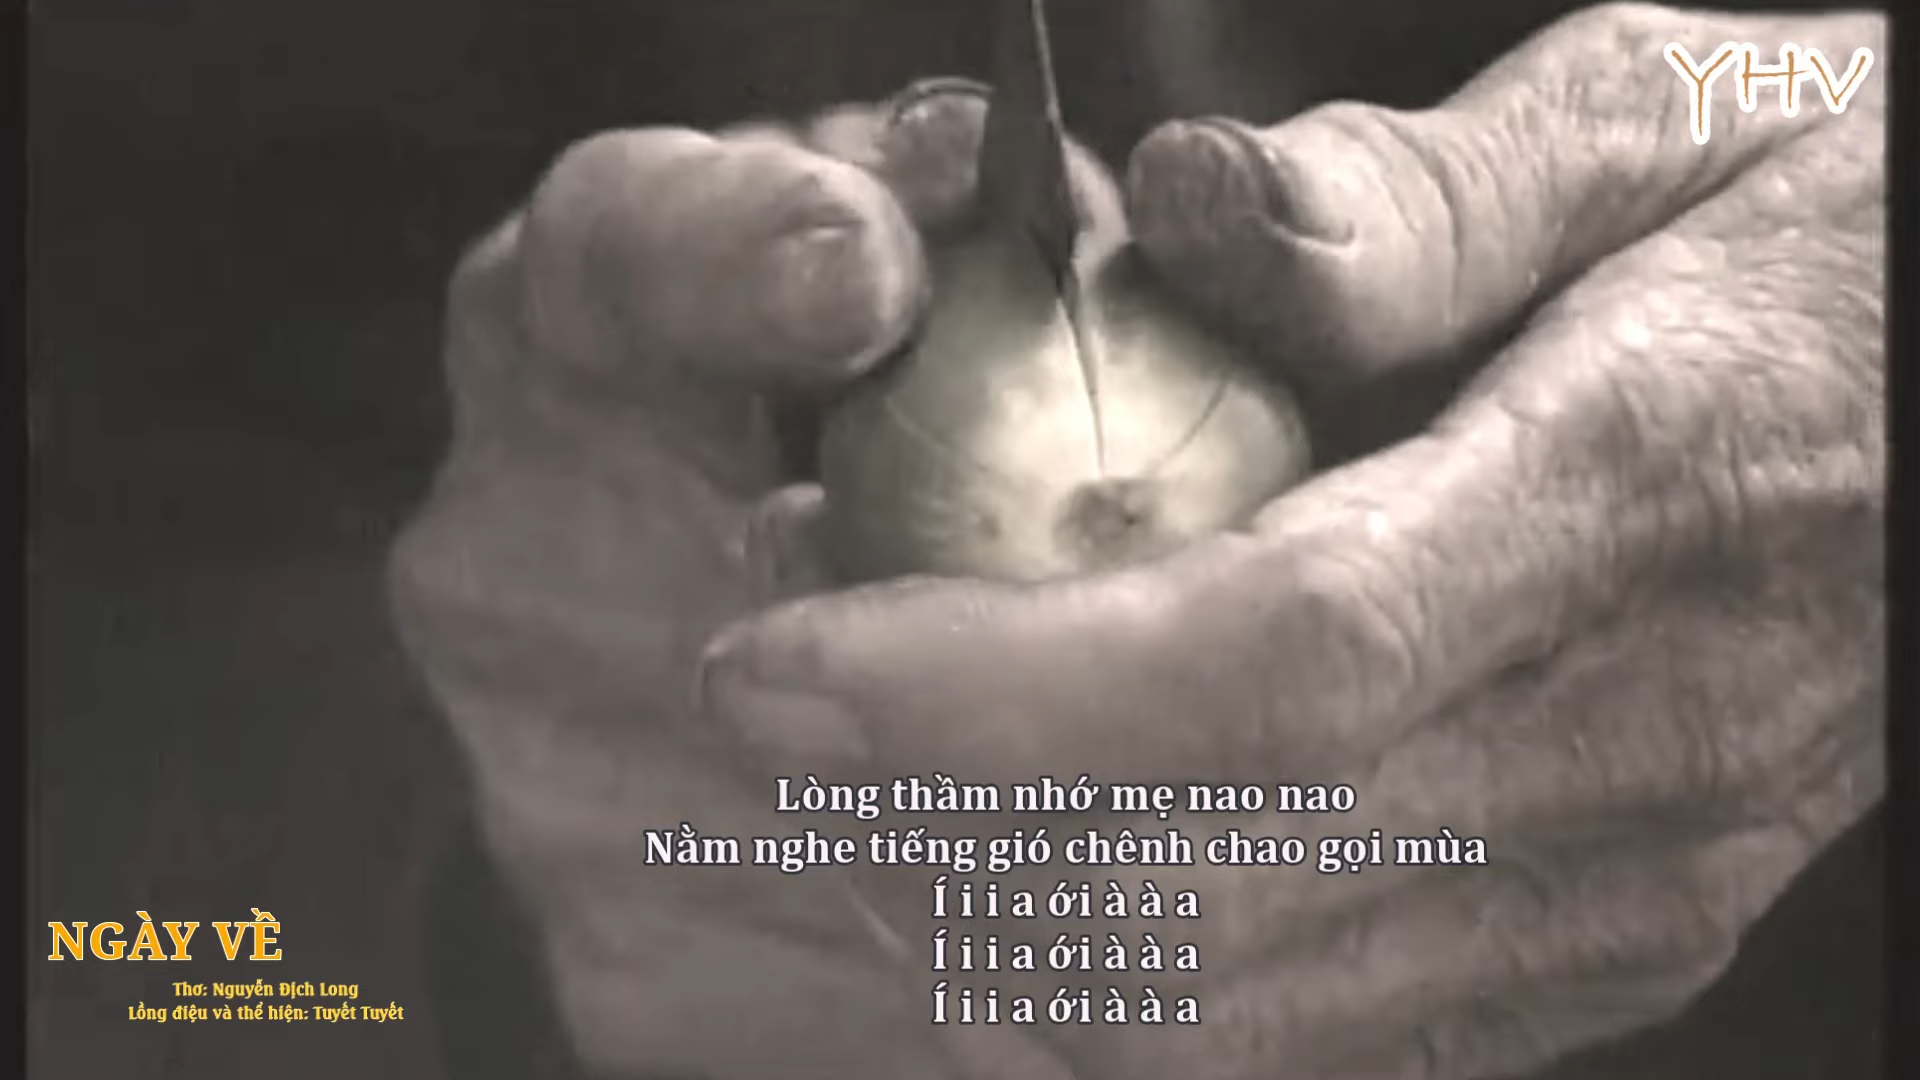 YHV
Lòng thầm nhớ mẹ nao nao
Nằm nghe tiếng gió chênh chao gọi mùa
Í i i a ới à à a
Í i i a ới à à a
Í i i a ới à à a
NGÀY VỀ
Thơ: Nguyễn Địch Long
Lồng điệu và thể hiện: Tuyết Tuyết